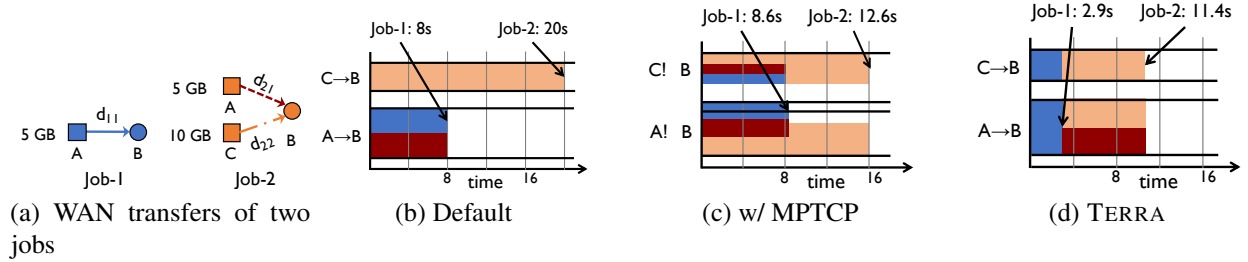 5 GB
A
d11
B
Job-1
5 GB
A
d21
10 GB
C
d22
B
Job-2
(a) WAN transfers of two
jobs
Job-1: 8s
Job-2: 20s
C→B
A→B
8
time
16
(b) Default
Job-1: 8.6s
Job-2: 12.6s
C! B
A! B
8
time
16
(c) w/ MPTCP
Job-1: 2.9s
Job-2: 11.4s
C→B
A→B
8
time
16
(d) TERRA